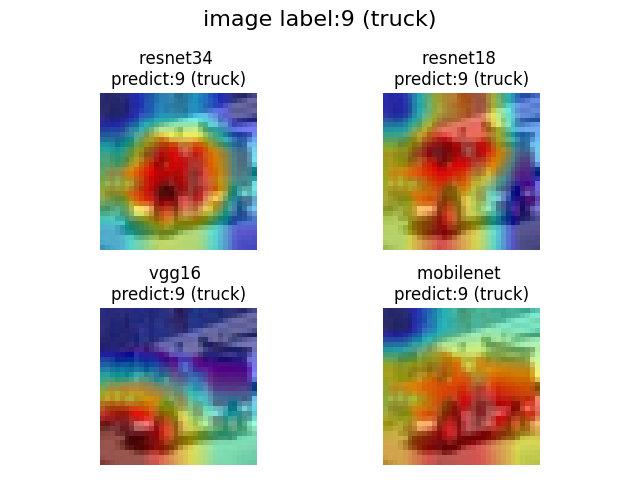 image label:9 (truck)
resnet34
predict:9 (truck)
resnet18
predict:9 (truck)
vgg16
predict:9 (truck)
mobilenet
predict:9 (truck)